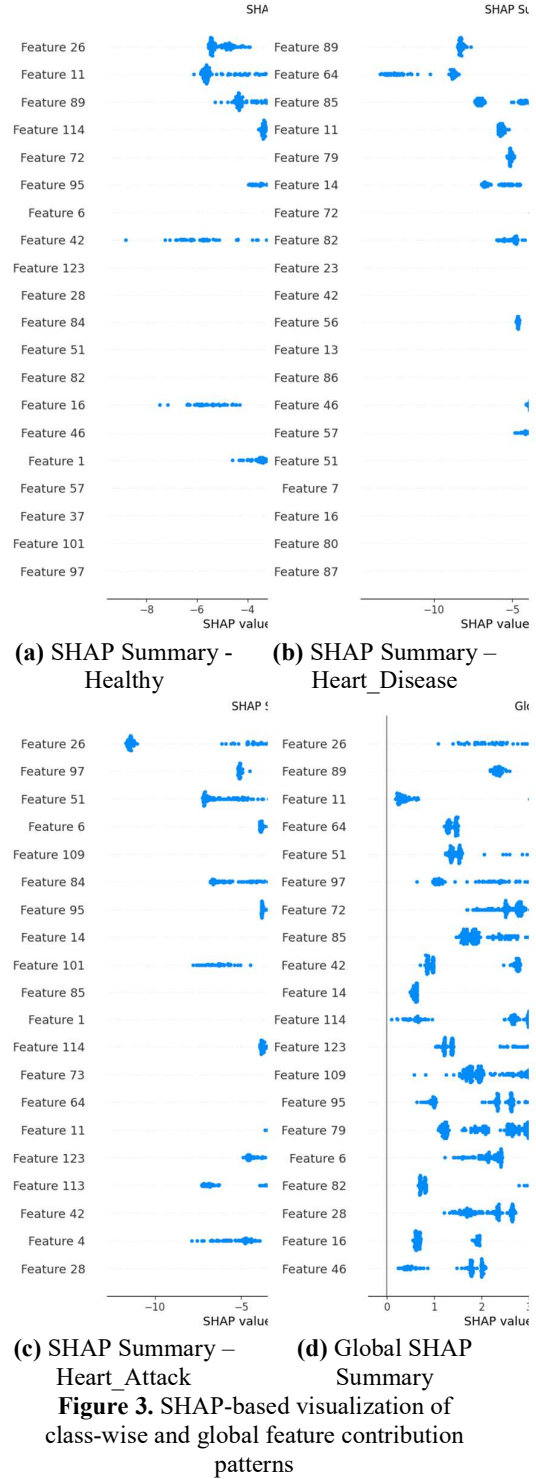 SHA
Feature 26
Feature 11
Feature 89
Feature 114
Feature 72
Feature 95
Feature 6
Feature 42
Feature 123
Feature 28
Feature 84
Feature 51
Feature 82
Feature 16
Feature 46
Feature 1
Feature 57
Feature 37
Feature 101
Feature 97
−8 −6 −4
SHAP value
SHAP Su
Feature 89
Feature 64
Feature 85
Feature 11
Feature 79
Feature 14
Feature 72
Feature 82
Feature 23
Feature 42
Feature 56
Feature 13
Feature 86
Feature 46
Feature 57
Feature 51
Feature 7
Feature 16
Feature 80
Feature 87
−10 −5
SHAP value
(a) SHAP Summary -
Healthy
(b) SHAP Summary –
Heart_Disease
SHAP S
Feature 26
Feature 97
Feature 51
Feature 6
Feature 109
Feature 84
Feature 95
Feature 14
Feature 101
Feature 85
Feature 1
Feature 114
Feature 73
Feature 64
Feature 11
Feature 123
Feature 113
Feature 42
Feature 4
Feature 28
−10 −5
SHAP value
Glo
Feature 26
Feature 89
Feature 11
Feature 64
Feature 51
Feature 97
Feature 72
Feature 85
Feature 42
Feature 14
Feature 114
Feature 123
Feature 109
Feature 95
Feature 79
Feature 6
Feature 82
Feature 28
Feature 16
Feature 46
0 1 2 3
SHAP value
(c) SHAP Summary –
Heart_Attack
(d) Global SHAP
Summary
Figure 3. SHAP-based visualization of
class-wise and global feature contribution
patterns